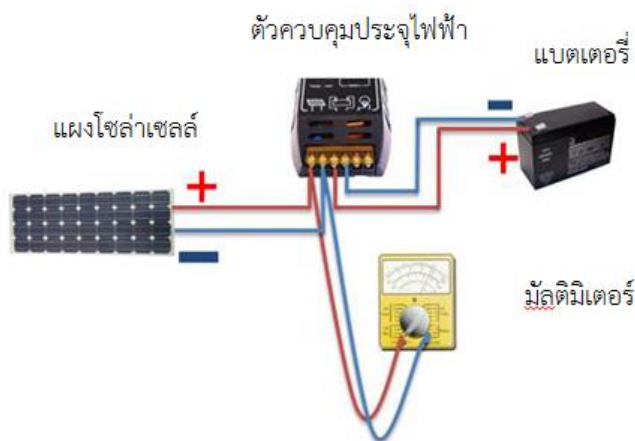 ตัวควบคุมประจุไฟฟ้า
แบตเตอรี่
แผงโซล่าเซลล์
+
+
มัลติมิเตอร์